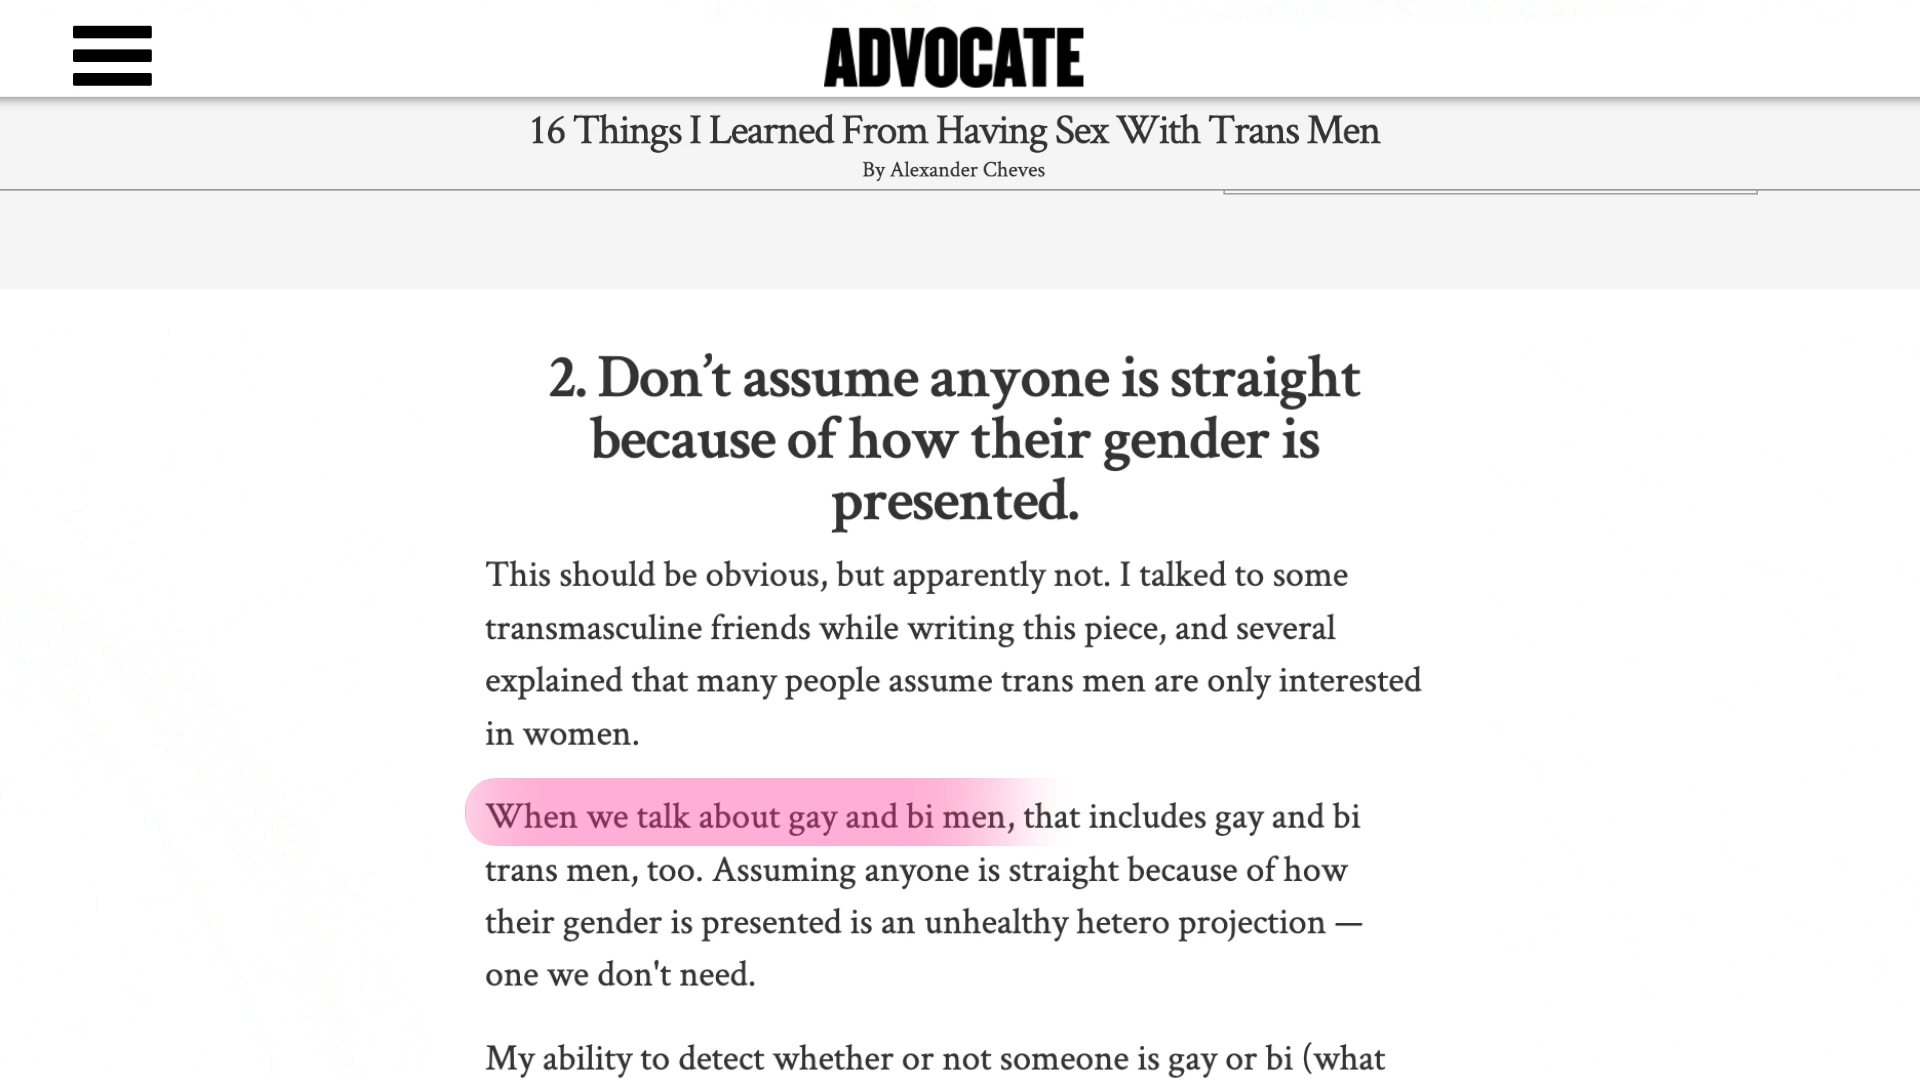 ADVOCATE
16 Things I Learned From Having Sex With Trans Men
By Alexander Cheves
2. Don’t assume anyone is straight
because of how their gender is
presented.
This should be obvious, but apparently not. I talked to some
transmasculine friends while writing this piece, and several
explained that many people assume trans men are only interested
in women.
When we talk about gay and bi men, that includes gay and bi
trans men, too. Assuming anyone is straight because of how
their gender is presented is an unhealthy hetero projection —
one we don't need.
My ability to detect whether or not someone is gay or bi (what